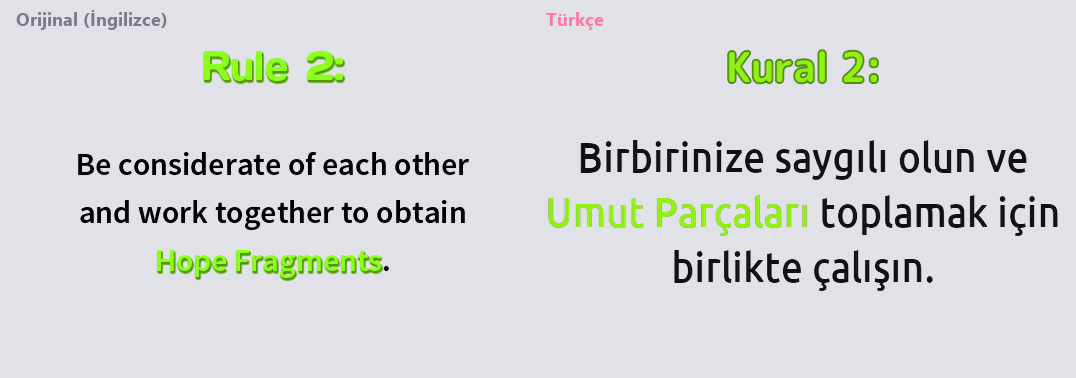 Orijinal (İngilizce)
Rule 2:
Be considerate of each other
and work together to obtain
Hope Fragments.
Türkçe
Kural 2:
Birbirinize saygılı olun ve
Umut Parçaları toplamak için
birlikte çalışın.